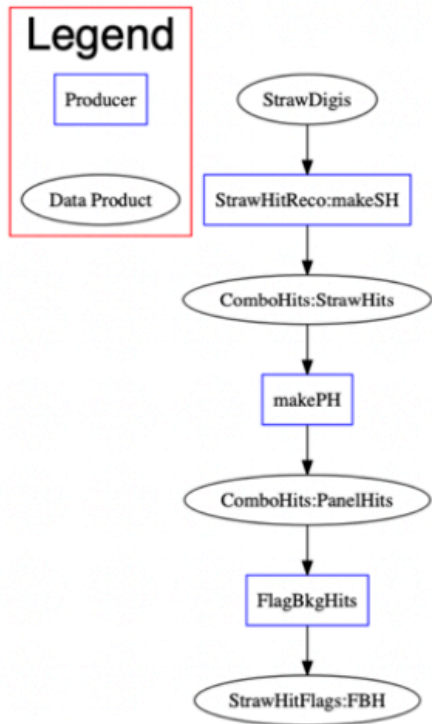 Legend
Producer
Data Product
StrawDigis
StrawHitReco:makeSH
ComboHits:StrawHits
makePH
ComboHits:PanelHits
FlagBkgHits
StrawHitFlags:FBH